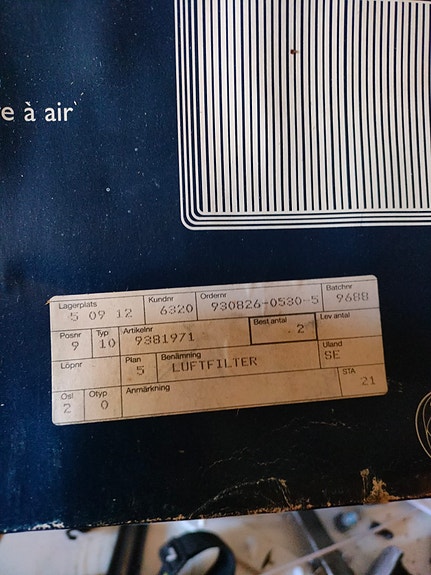 e à air
Lagerplats Kundnr Ordernr Batchnr
5 09 12 6320 930826-0530-5 9688
Posnr Typ Artikelnr Best antal Lev antal
9 10 9381971 2
Löpnr Plan Benämning Uland
5 LUFTFILTER SE
Osl Otyp Anmärkning STA
2 0 21